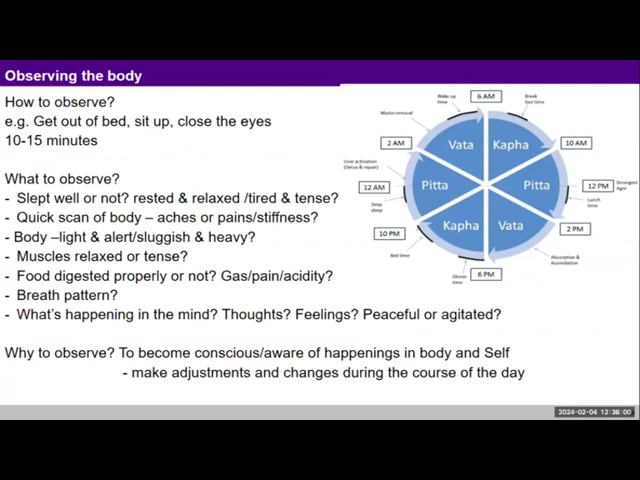 Observing the body
How to observe?
e.g. Get out of bed, sit up, close the eyes
10-15 minutes
What to observe?
- Slept well or not? rested & relaxed /tired & tense?
- Quick scan of body – aches or pains/stiffness?
- Body –light & alert/sluggish & heavy?
- Muscles relaxed or tense?
- Food digested properly or not? Gas/pain/acidity?
- Breath pattern?
- What's happening in the mind? Thoughts? Feelings? Peaceful or agitated?
Why to observe? To become conscious/aware of happenings in body and Self
- make adjustments and changes during the course of the day
6 AM
Wake up
time
Break
fast time
Waste removal
2 AM
Vata
Kapha
10 AM
Liver activation
(Detox & repair)
12 AM
Pitta
Pitta
12 PM
Strongest
Agni
Deep
sleep
Lunch
time
10 PM
Kapha
Vata
2 PM
Bed time
Dinner
time
6 PM
Absorption &
Assimilation
2024-02-04 12:36:00